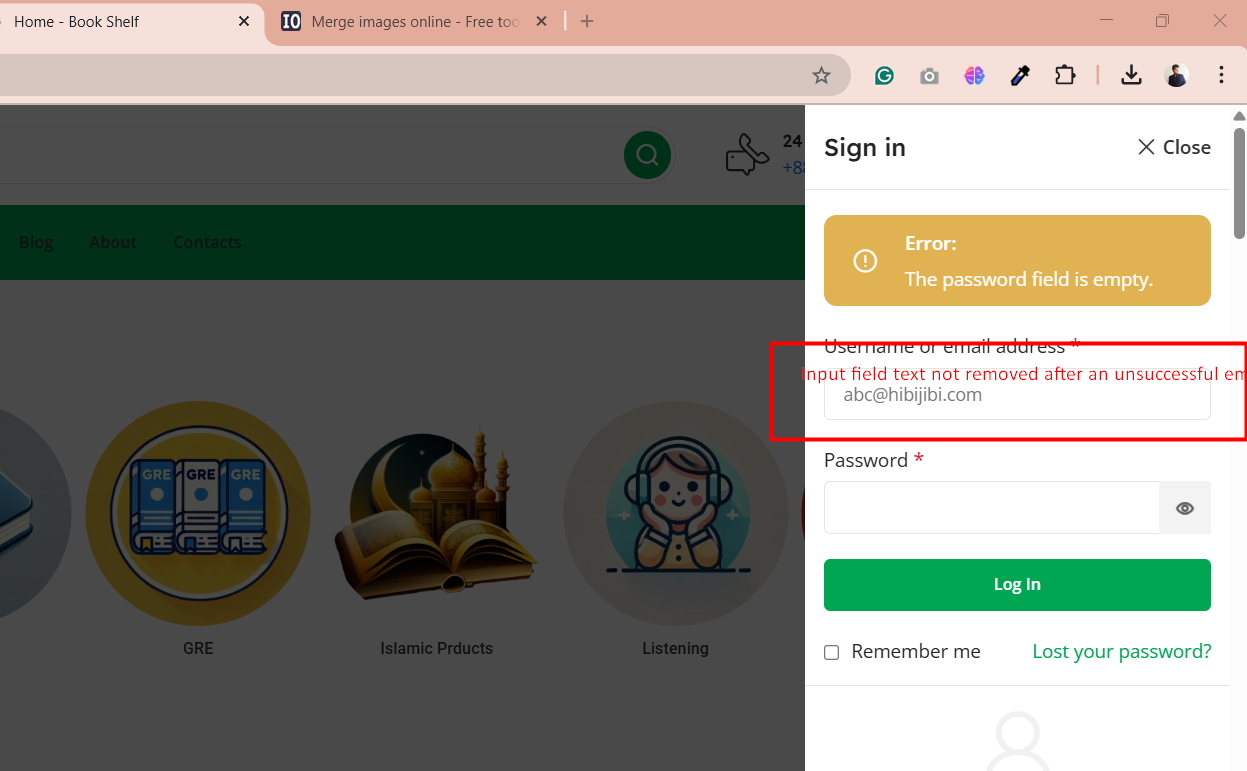 Home - Book Shelf
Merge images online - Free too
24
Sign in
Close
Error:
The password field is empty.
Blog
About
Contacts
Username or email address *
Input field text not removed after an unsuccessful em
abc@hibijibi.com
Password *
GRE GRE GRE
Log In
GRE
Islamic Prducts
Listening
Remember me
Lost your password?